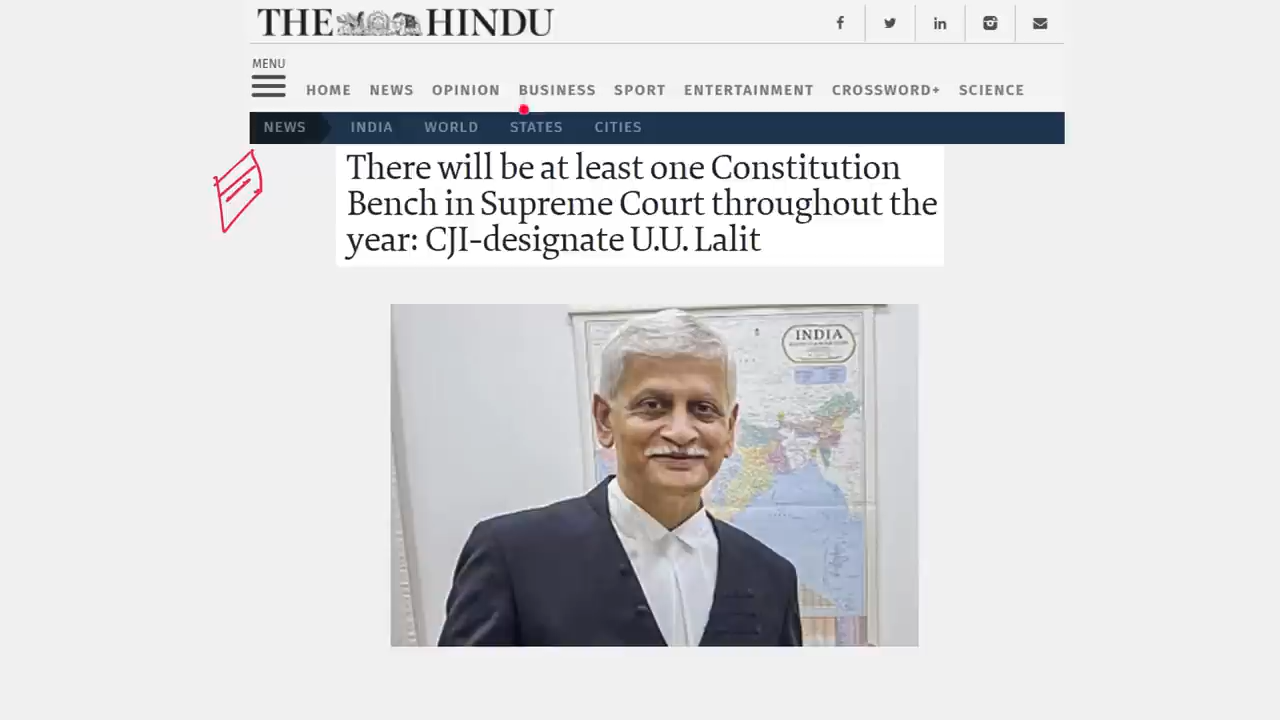 THE HINDU
MENU
HOME NEWS OPINION BUSINESS SPORT ENTERTAINMENT CROSSWORD+ SCIENCE
NEWS INDIA WORLD STATES CITIES
There will be at least one Constitution
Bench in Supreme Court throughout the
year: CJI-designate U.U. Lalit
INDIA